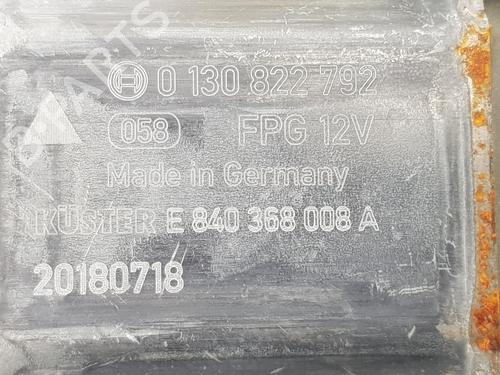 0 130 822 792
058 FPG 12V
Made in Germany
KÜSTER E 840 368 008 A
20180718